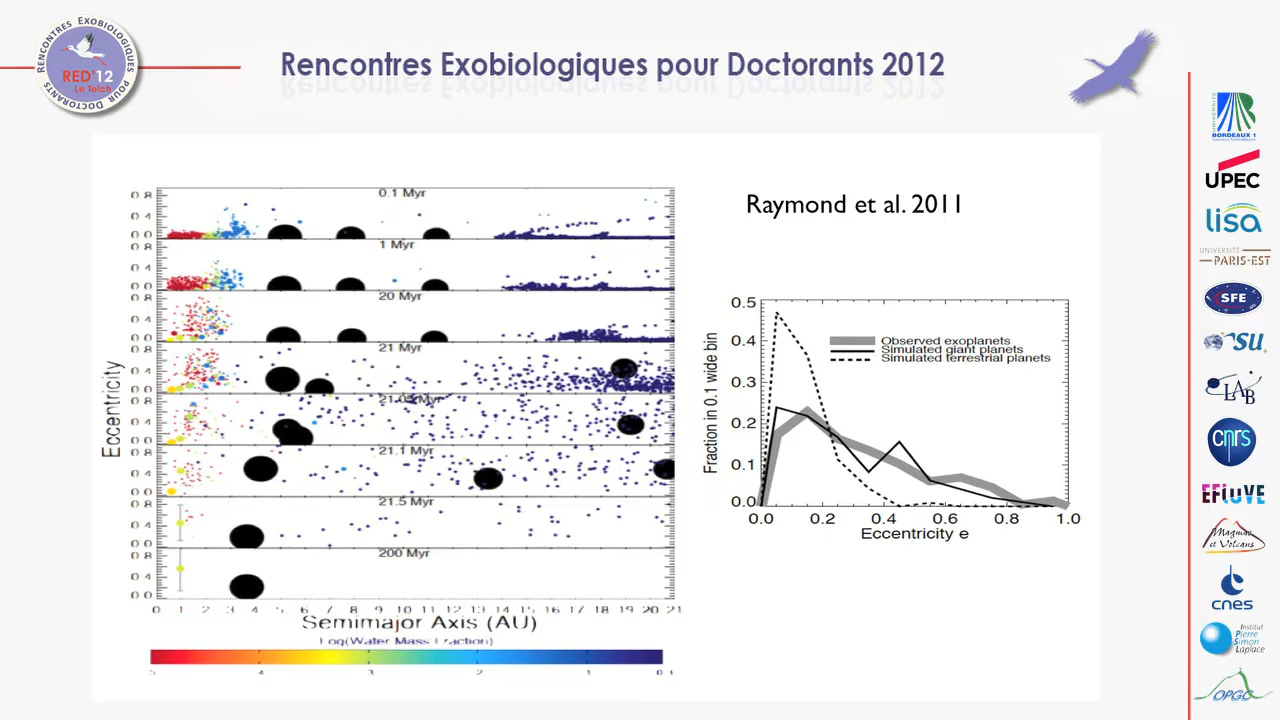 RENCONTRES EXOBIOLOGIQUES POUR DOCTORANTS
RED'12
Le Teich
Rencontres Exobiologiques pour Doctorants 2012
Raymond et al. 2011
Eccentricity
0.1 Myr
1 Myr
20 Myr
21 Myr
21.05 Myr
21.1 Myr
21.5 Myr
200 Myr
0 1 2 3 4 5 6 7 8 9 10 11 12 13 14 15 16 17 18 19 20 21
Semimajor Axis (AU)
Log(Water Mass Fraction)
Fraction in 0.1 wide bin
0.5
0.4
0.3
0.2
0.1
0.0
Observed exoplanets
Simulated giant planets
Simulated terrestrial planets
0.0 0.2 0.4 0.6 0.8 1.0
Eccentricity e
UNIVERSITÉ
BORDEAUX 1
UPEC
lisa
UNIVERSITÉ
PARIS-EST
SFE
OSU
LAB
cnrs
EFLUVE
Magmas
et Volcans
cnes
Institut
Pierre
Simon
Laplace
OPGC